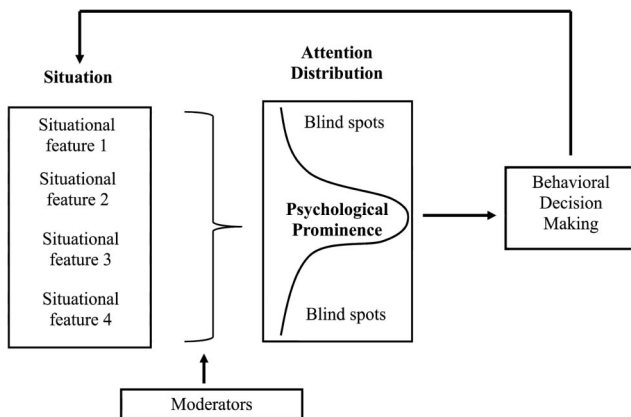 Attention
Distribution
Situation
Situational
feature 1
Situational
feature 2
Situational
feature 3
Situational
feature 4
Blind spots
Psychological
Prominence
Blind spots
Behavioral
Decision
Making
Moderators